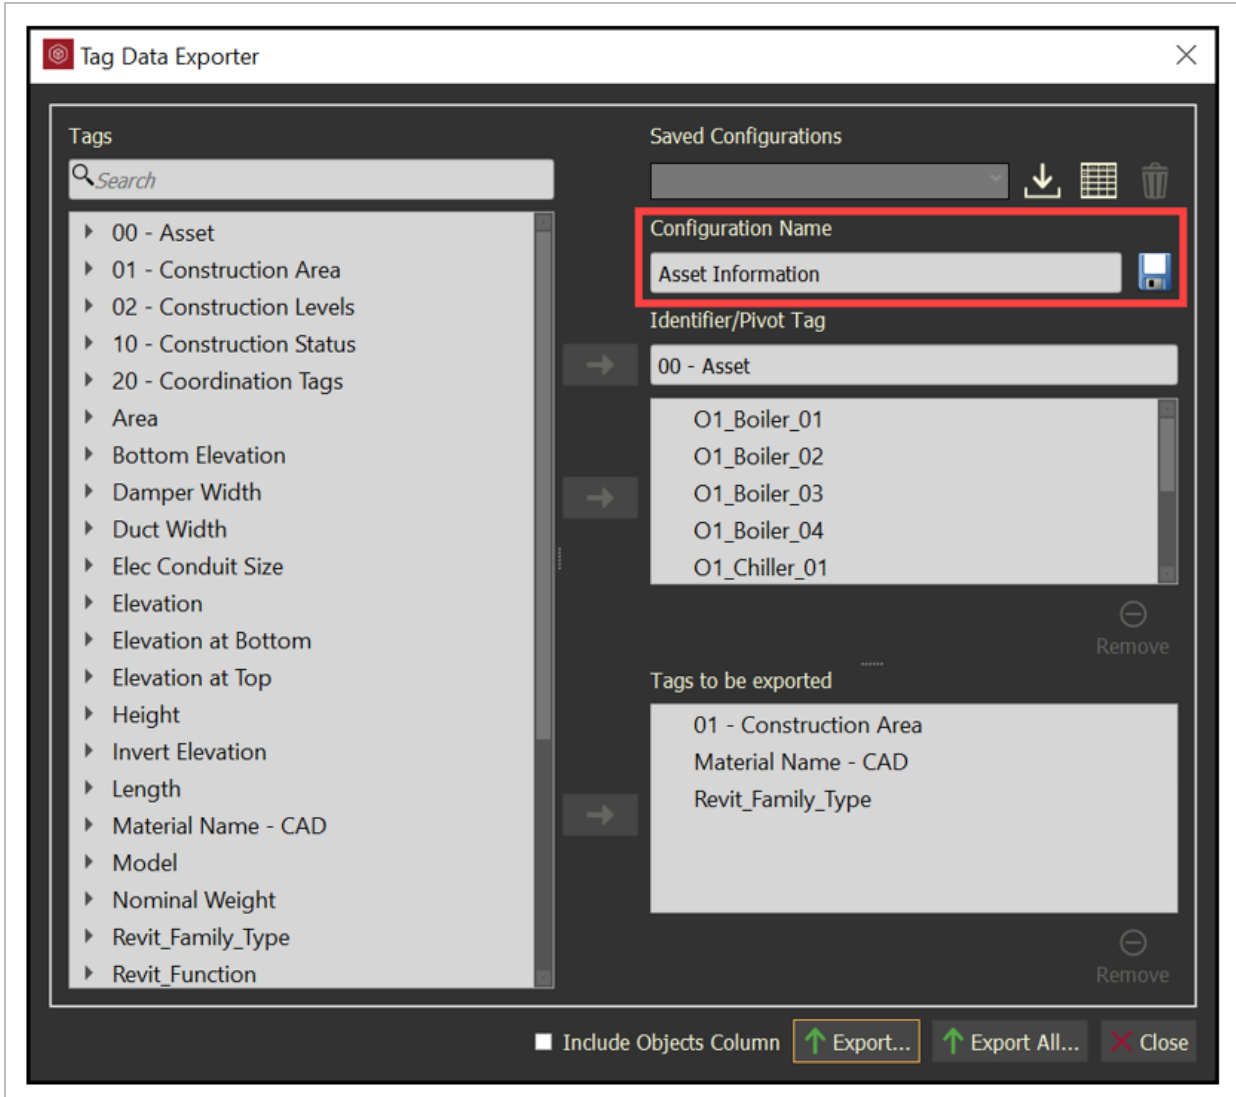 Tag Data Exporter
Tags
Search
00 - Asset
01 - Construction Area
02 - Construction Levels
10 - Construction Status
20 - Coordination Tags
Area
Bottom Elevation
Damper Width
Duct Width
Elec Conduit Size
Elevation
Elevation at Bottom
Elevation at Top
Height
Invert Elevation
Length
Material Name - CAD
Model
Nominal Weight
Revit_Family_Type
Revit_Function
Saved Configurations
Configuration Name
Asset Information
Identifier/Pivot Tag
00 - Asset
O1_Boiler_01
O1_Boiler_02
O1_Boiler_03
O1_Boiler_04
O1_Chiller_01
Remove
Tags to be exported
01 - Construction Area
Material Name - CAD
Revit_Family_Type
Remove
Include Objects Column
Export...
Export All...
Close